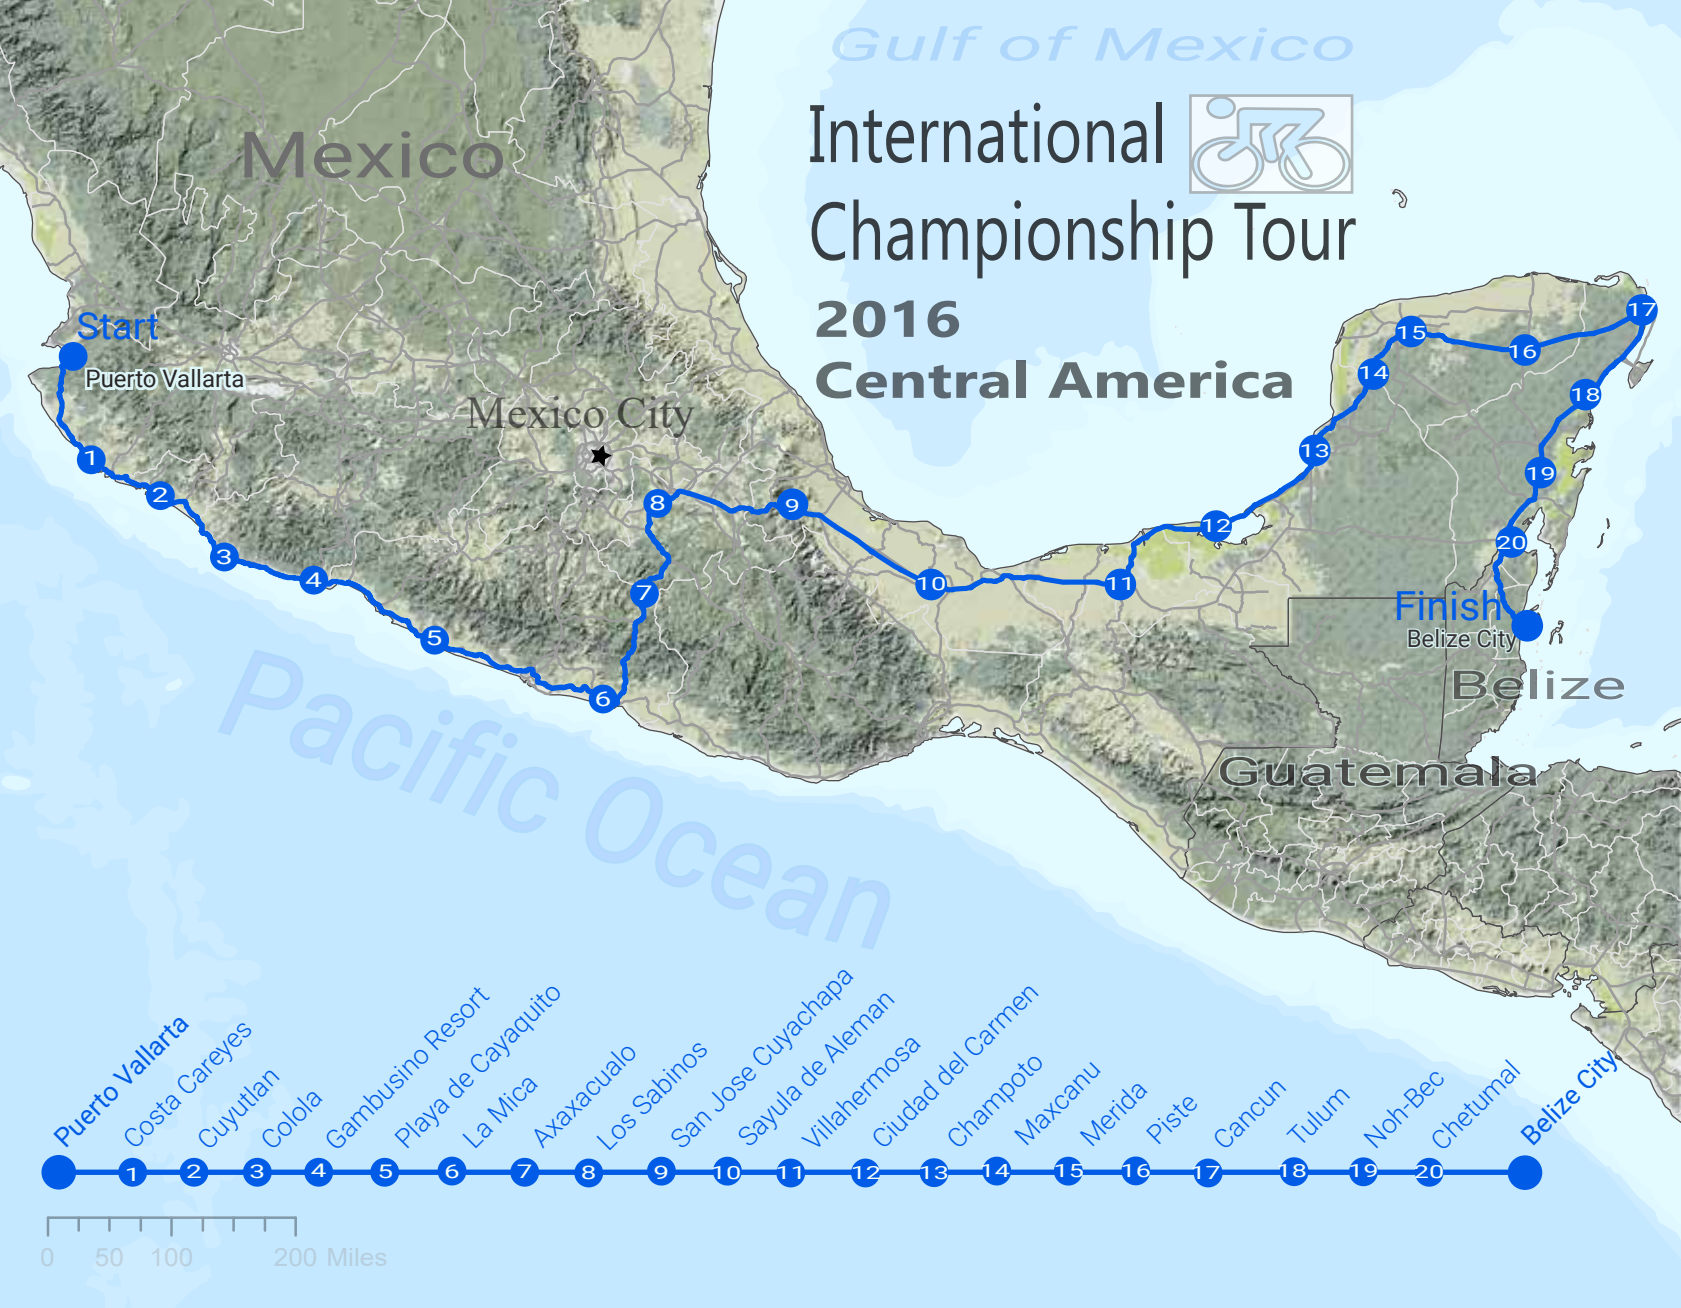 Gulf of Mexico
International
Championship Tour
2016
Central America
Mexico
Start
Puerto Vallarta
Mexico City
1
2
3
4
5
6
7
8
9
10
11
12
13
14
15
16
17
18
19
20
Finish
Belize City
Belize
Guatemala
Pacific Ocean
Puerto Vallarta
Costa Careyes
Cuyutlan
Colola
Gambusino Resort
Playa de Cayaquito
La Mica
Axaxacualo
Los Sabinos
San Jose Cuyachapa
Sayula de Aleman
Villahermosa
Ciudad del Carmen
Champoto
Maxcanu
Merida
Piste
Cancun
Tulum
Noh-Bec
Chetumal
Belize City
1 2 3 4 5 6 7 8 9 10 11 12 13 14 15 16 17 18 19 20
0 50 100 200 Miles